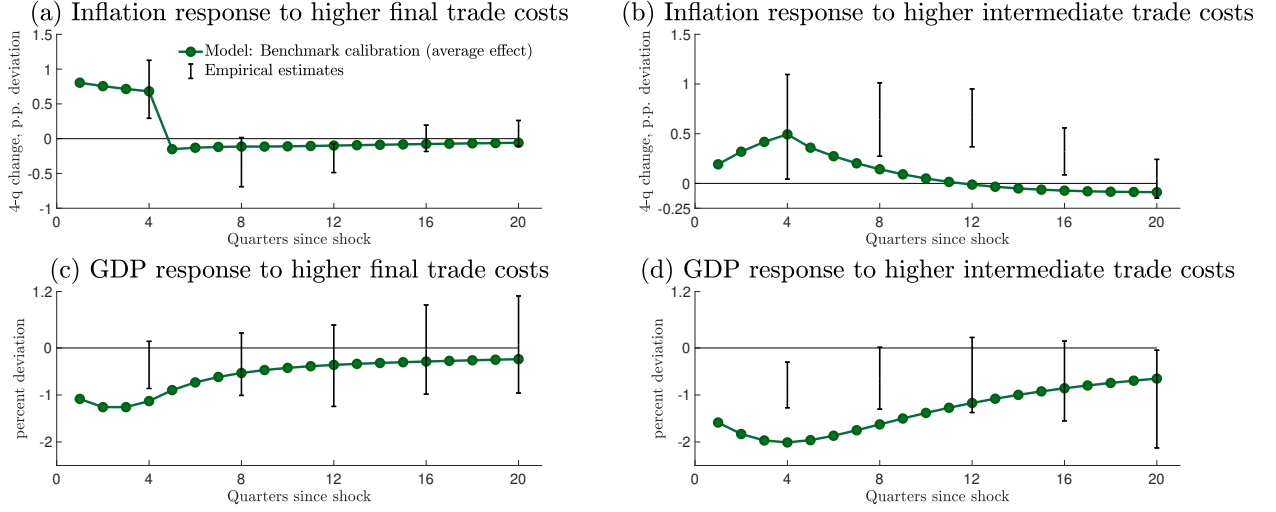 (a) Inflation response to higher final trade costs
4-q change, p.p. deviation
1.5
1
0.5
0
-0.5
-1
Model: Benchmark calibration (average effect)
Empirical estimates
0 4 8 12 16 20
Quarters since shock
(b) Inflation response to higher intermediate trade costs
4-q change, p.p. deviation
1.5
1
0.5
0
-0.25
0 4 8 12 16 20
Quarters since shock
(c) GDP response to higher final trade costs
percent deviation
1.2
0
-1
-2
0 4 8 12 16 20
Quarters since shock
(d) GDP response to higher intermediate trade costs
percent deviation
1.2
0
-1
-2
0 4 8 12 16 20
Quarters since shock